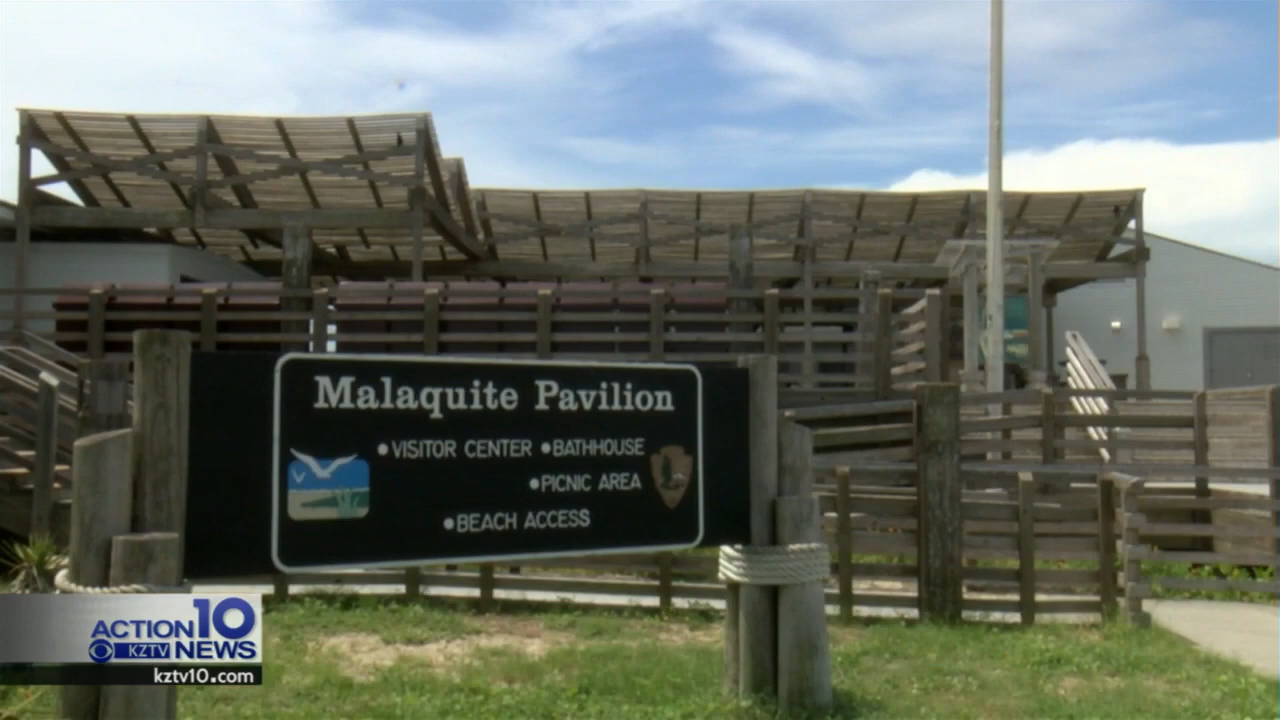 Malaquite Pavilion
•VISITOR CENTER •BATHHOUSE
•PICNIC AREA
•BEACH ACCESS
ACTION 10
KZTV NEWS
kztv10.com